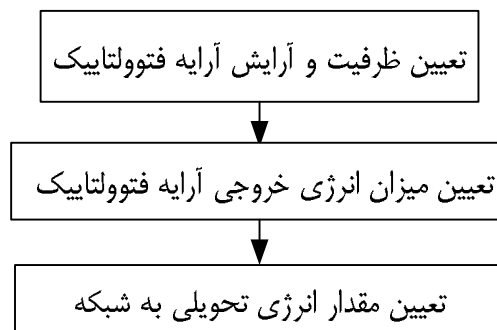 تعیین ظرفیت و آرایش آرایه فتوولتاییک
تعیین میزان انرژی خروجی آرایه فتوولتاییک
تعیین مقدار انرژی تحویلی به شبکه